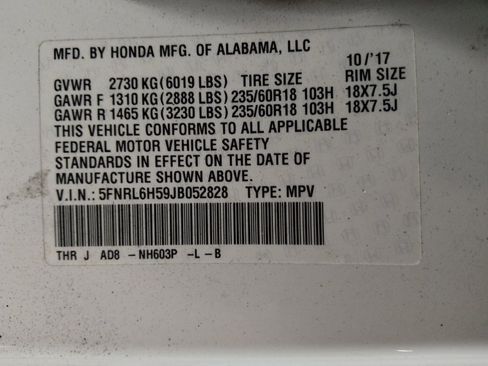 MFD. BY HONDA MFG. OF ALABAMA, LLC 10/'17
GVWR 2730 KG (6019 LBS) TIRE SIZE RIM SIZE
GAWR F 1310 KG (2888 LBS) 235/60R18 103H 18X7.5J
GAWR R 1465 KG (3230 LBS) 235/60R18 103H 18X7.5J
THIS VEHICLE CONFORMS TO ALL APPLICABLE
FEDERAL MOTOR VEHICLE SAFETY
STANDARDS IN EFFECT ON THE DATE OF
MANUFACTURE SHOWN ABOVE.
V.I.N.: 5FNRL6H59JB052828 TYPE: MPV
THR J AD8 -NH603P -L -B